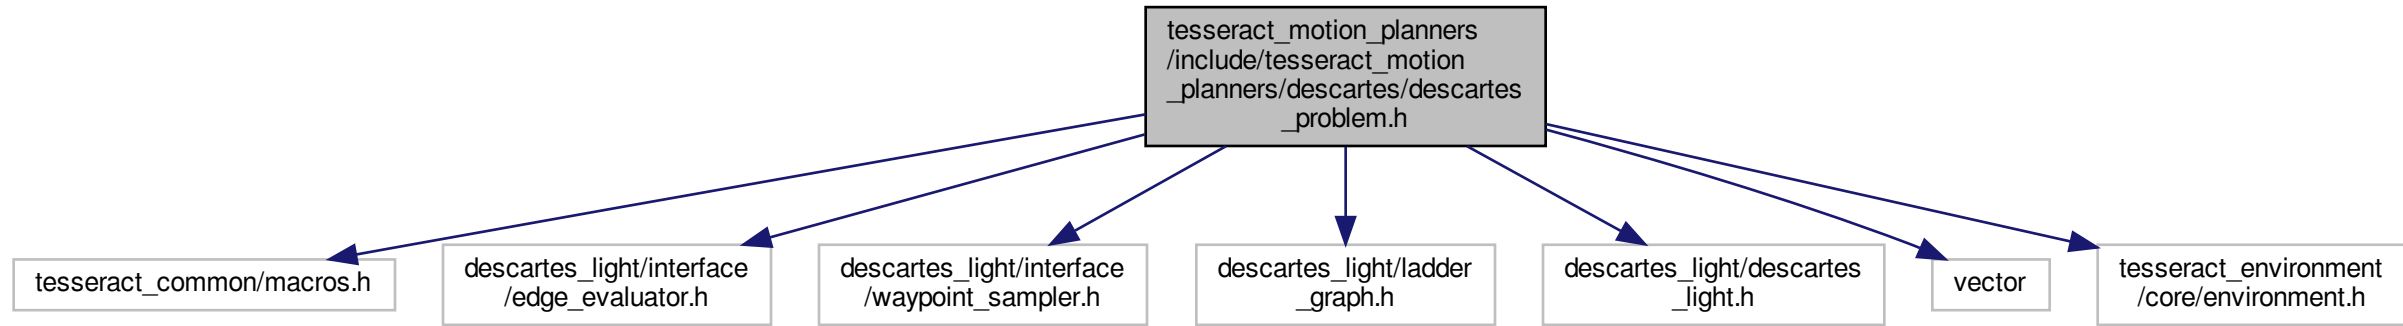 tesseract_motion_planners
/include/tesseract_motion
_planners/descartes/descartes
_problem.h
tesseract_common/macros.h
descartes_light/interface
/edge_evaluator.h
descartes_light/interface
/waypoint_sampler.h
descartes_light/ladder
_graph.h
descartes_light/descartes
_light.h
vector
tesseract_environment
/core/environment.h